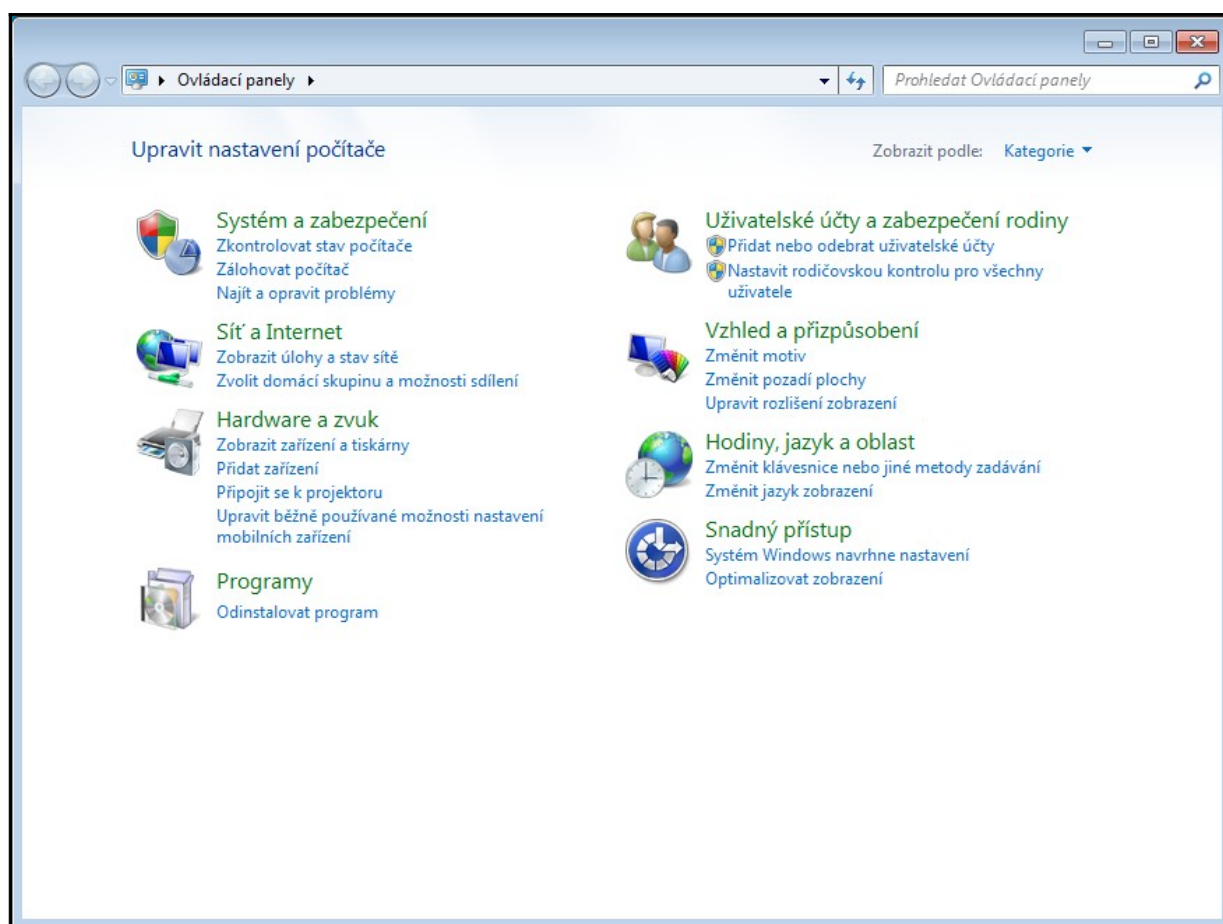 Ovládací panely
Prohledat Ovládací panely
Upravit nastavení počítače
Zobrazit podle: Kategorie
Systém a zabezpečení
Zkontrolovat stav počítače
Zálohovat počítač
Najít a opravit problémy
Síť a Internet
Zobrazit úlohy a stav sítě
Zvolit domácí skupinu a možnosti sdílení
Hardware a zvuk
Zobrazit zařízení a tiskárny
Přidat zařízení
Připojit se k projektoru
Upravit běžně používané možnosti nastavení
mobilních zařízení
Programy
Odinstalovat program
Uživatelské účty a zabezpečení rodiny
Přidat nebo odebrat uživatelské účty
Nastavit rodičovskou kontrolu pro všechny
uživatele
Vzhled a přizpůsobení
Změnit motiv
Změnit pozadí plochy
Upravit rozlišení zobrazení
Hodiny, jazyk a oblast
Změnit klávesnice nebo jiné metody zadávání
Změnit jazyk zobrazení
Snadný přístup
Systém Windows navrhne nastavení
Optimalizovat zobrazení